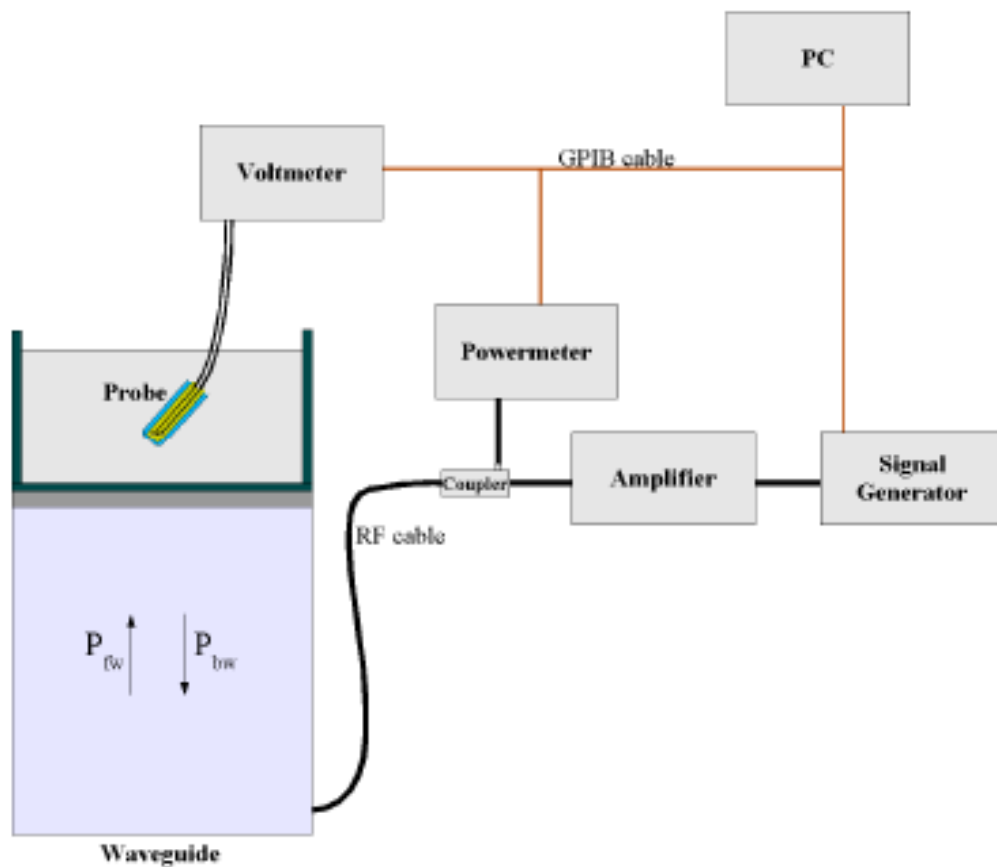 PC
GPIB cable
Voltmeter
Powermeter
Probe
Signal
Generator
Amplifier
Coupler
RF cable
P fw
P bw
Waveguide